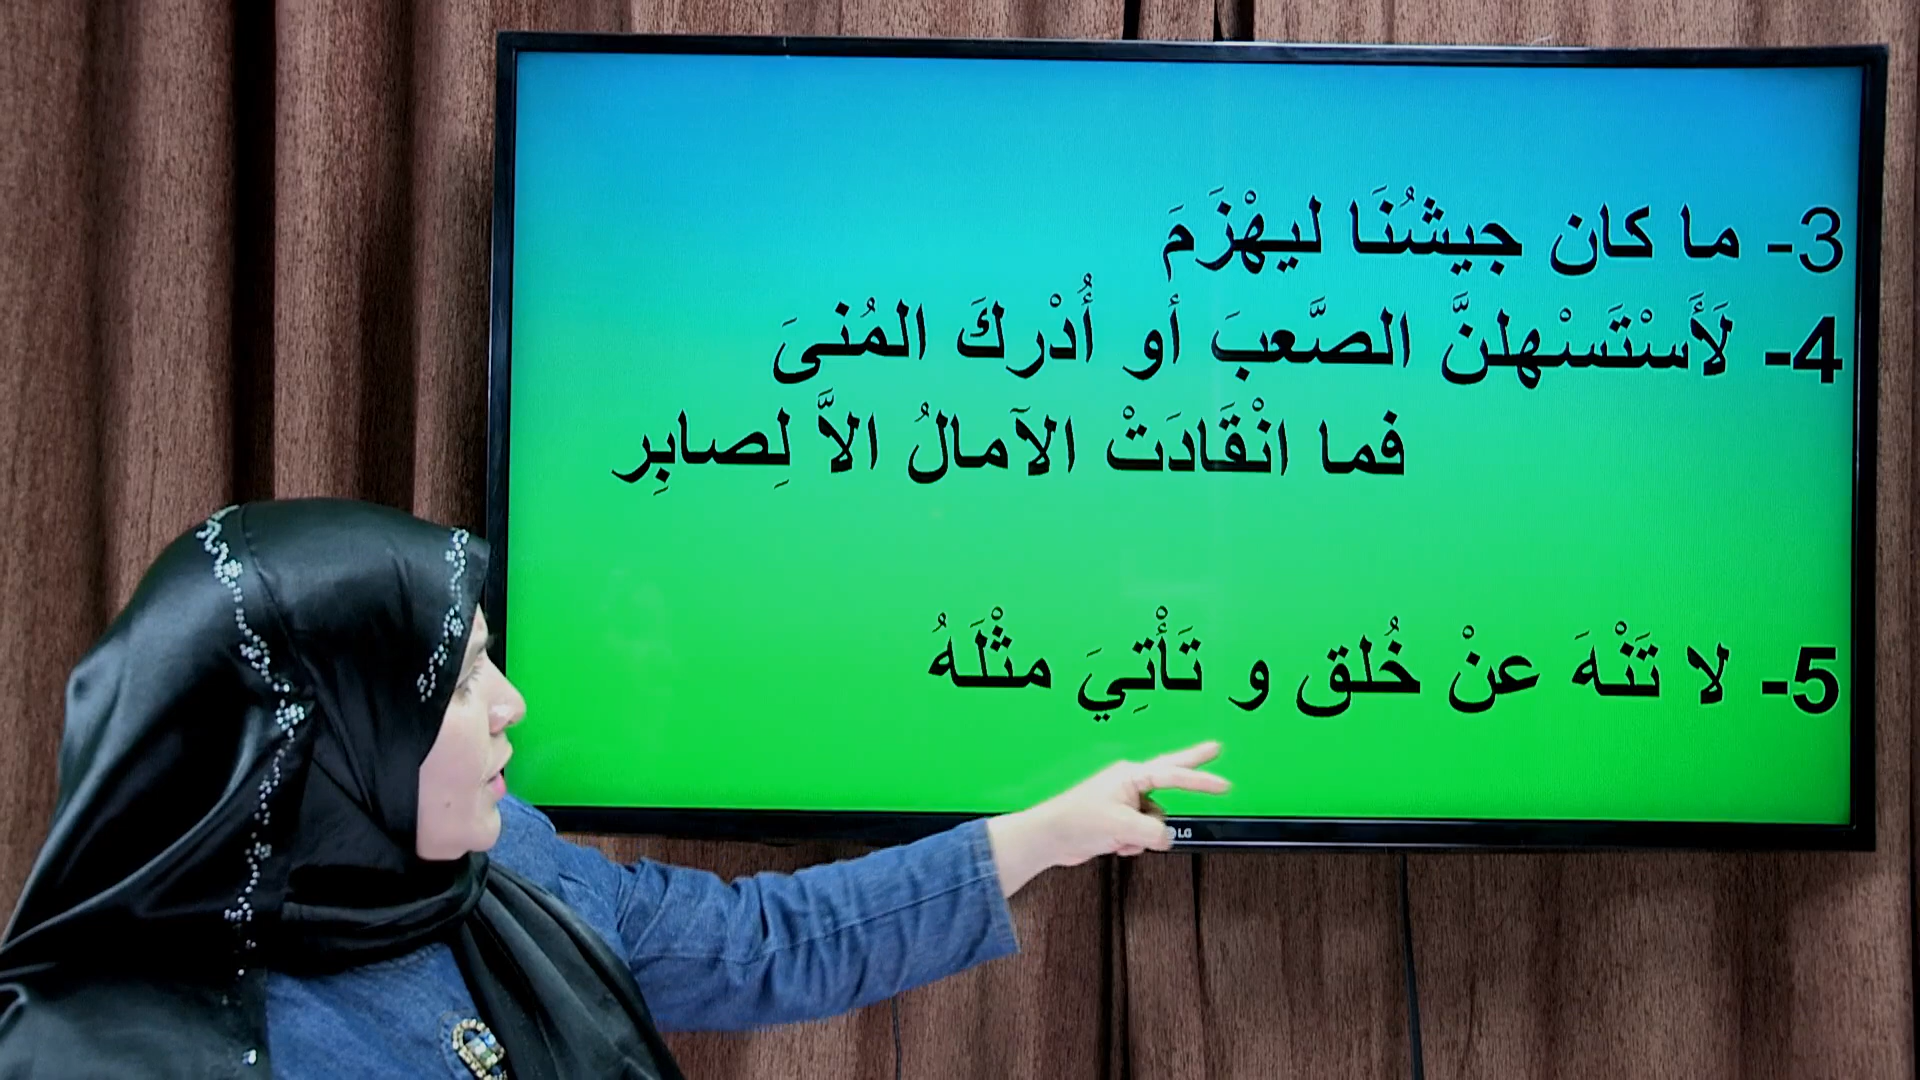 3- ما كان جيشُنَا ليهْزَمَ
4- لَأَسْتَسْهلنَّ الصَّعبَ أو أُدْركَ المُنىَ
فما انْقَادَتْ الآمالُ الاَّ لِصابِر
5- لا تَنْهَ عنْ خُلق و تَأْتِيَ مثْلَهُ
LG